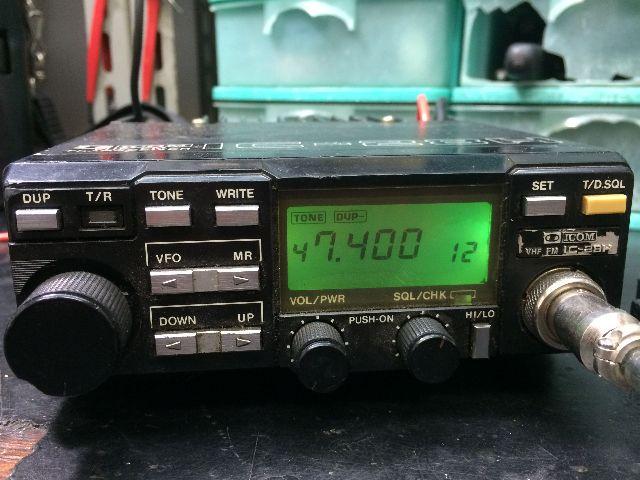 DUP T/R TONE WRITE
SET T/D.SQL
TONE DUP-
47.400 12
ICOM
VHF FM IC-28H
VFO MR
DOWN UP
VOL/PWR SQL/CHK
PUSH-ON
HI/LO